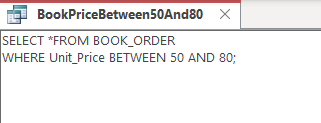 BookPriceBetween50And80
SELECT *FROM BOOK_ORDER
WHERE Unit_Price BETWEEN 50 AND 80;